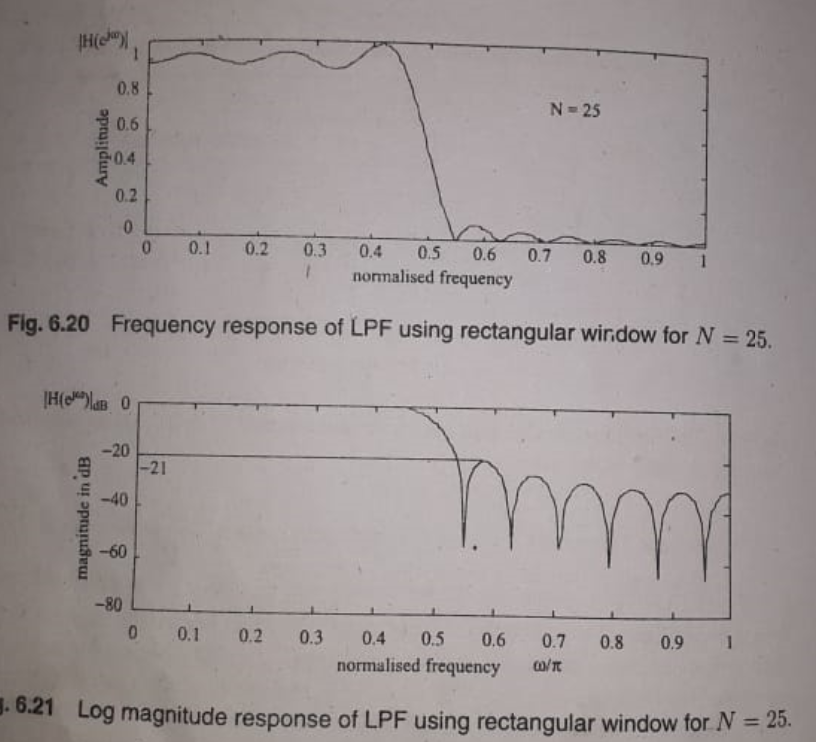 |H(e^jω)|
1
0.8
0.6
0.4
0.2
0
Amplitude
N = 25
0 0.1 0.2 0.3 0.4 0.5 0.6 0.7 0.8 0.9 1
normalised frequency
Fig. 6.20 Frequency response of LPF using rectangular window for N = 25.
|H(e^jω)|dB
0
-20
-21
-40
-60
-80
magnitude in dB
0 0.1 0.2 0.3 0.4 0.5 0.6 0.7 0.8 0.9 1
normalised frequency ω/π
. 6.21 Log magnitude response of LPF using rectangular window for N = 25.